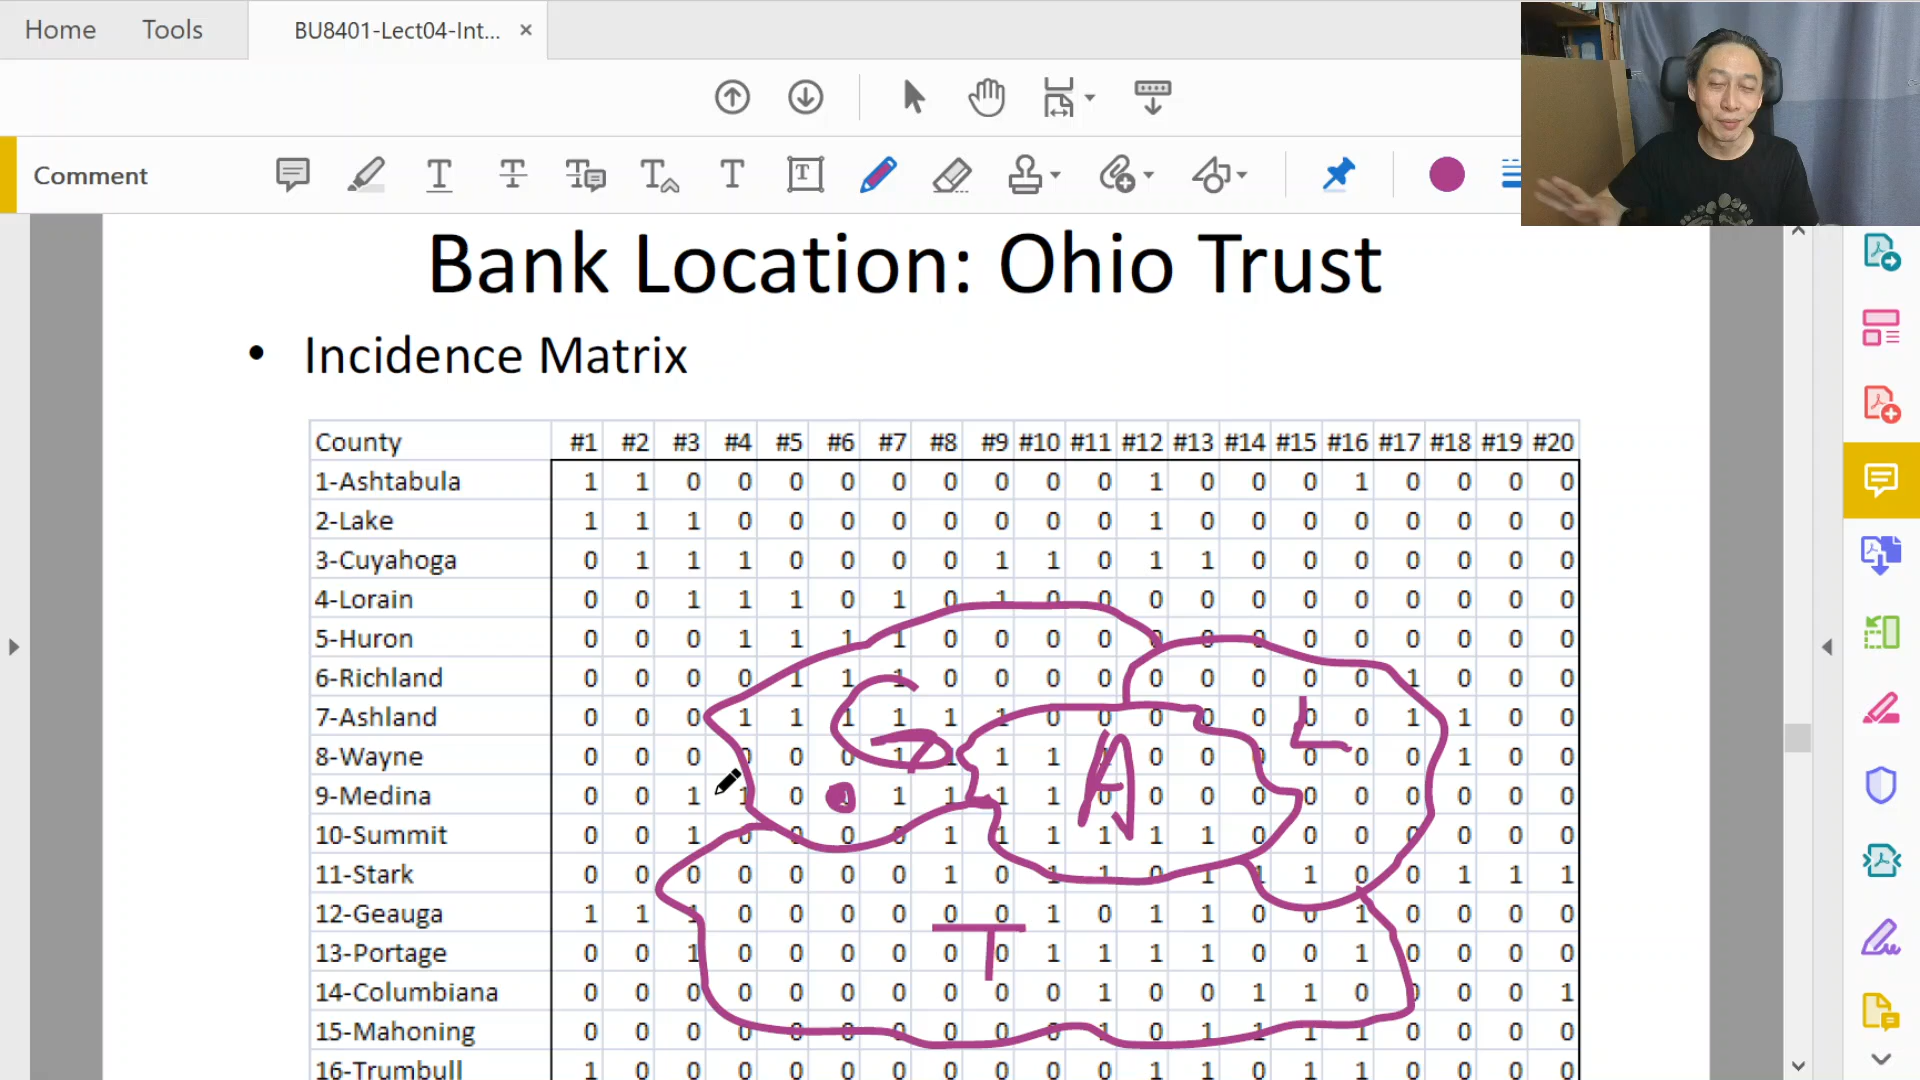 Home Tools BU8401-Lect04-Int... ×
Comment
Bank Location: Ohio Trust
• Incidence Matrix
County #1 #2 #3 #4 #5 #6 #7 #8 #9 #10 #11 #12 #13 #14 #15 #16 #17 #18 #19 #20
1-Ashtabula 1 1 0 0 0 0 0 0 0 0 0 1 0 0 0 1 0 0 0 0
2-Lake 1 1 1 0 0 0 0 0 0 0 0 1 0 0 0 0 0 0 0 0
3-Cuyahoga 0 1 1 1 0 0 0 0 1 1 0 1 1 0 0 0 0 0 0 0
4-Lorain 0 0 1 1 1 0 1 0 1 0 0 0 0 0 0 0 0 0 0 0
5-Huron 0 0 0 1 1 1 1 0 0 0 0 0 0 0 0 0 0 0 0 0
6-Richland 0 0 0 0 1 1 1 0 0 0 0 0 0 0 0 0 1 0 0 0
7-Ashland 0 0 0 1 1 1 1 1 1 0 0 0 0 0 0 0 1 1 0 0
G
L
8-Wayne 0 0 0 0 0 0 1 1 1 1 1 0 0 0 0 0 0 1 0 0
A
9-Medina 0 0 1 1 0 1 1 1 1 0 0 0 0 0 0 0 0 0 0
10-Summit 0 0 1 0 0 0 0 1 1 1 1 1 1 0 0 0 0 0 0 0
11-Stark 0 0 0 0 0 0 0 1 0 1 1 0 1 1 1 0 0 1 1 1
12-Geauga 1 1 1 0 0 0 0 0 0 1 0 1 1 0 0 1 0 0 0 0
T
13-Portage 0 0 1 0 0 0 0 0 0 1 1 1 1 0 0 1 0 0 0 0
14-Columbiana 0 0 0 0 0 0 0 0 0 0 1 0 0 1 1 0 0 0 0 1
15-Mahoning 0 0 0 0 0 0 0 0 0 0 1 0 1 1 1 1 0 0 0 0
16-Trumbull 1 0 0 0 0 0 0 0 0 0 0 1 1 0 1 1 0 0 0 0